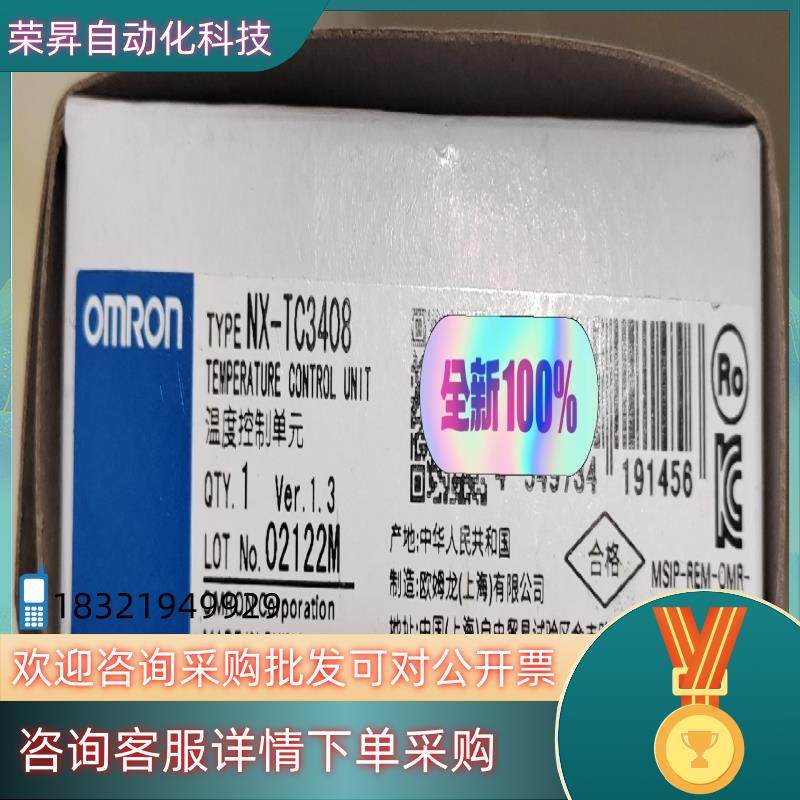 荣昇自动化科技
OMRON
TYPE NX-TC3408
TEMPERATURE CONTROL UNIT
温度控制单元
QTY. 1 Ver.1.3
LOT No. 02122M
全新100%
4 549734 191456
Ro
产地:中华人民共和国
合格
制造:欧姆龙(上海)有限公司
MSIP-REM-OMR-
18321949929
Corporation
欢迎咨询采购批发可对公开票
咨询客服详情下单采购